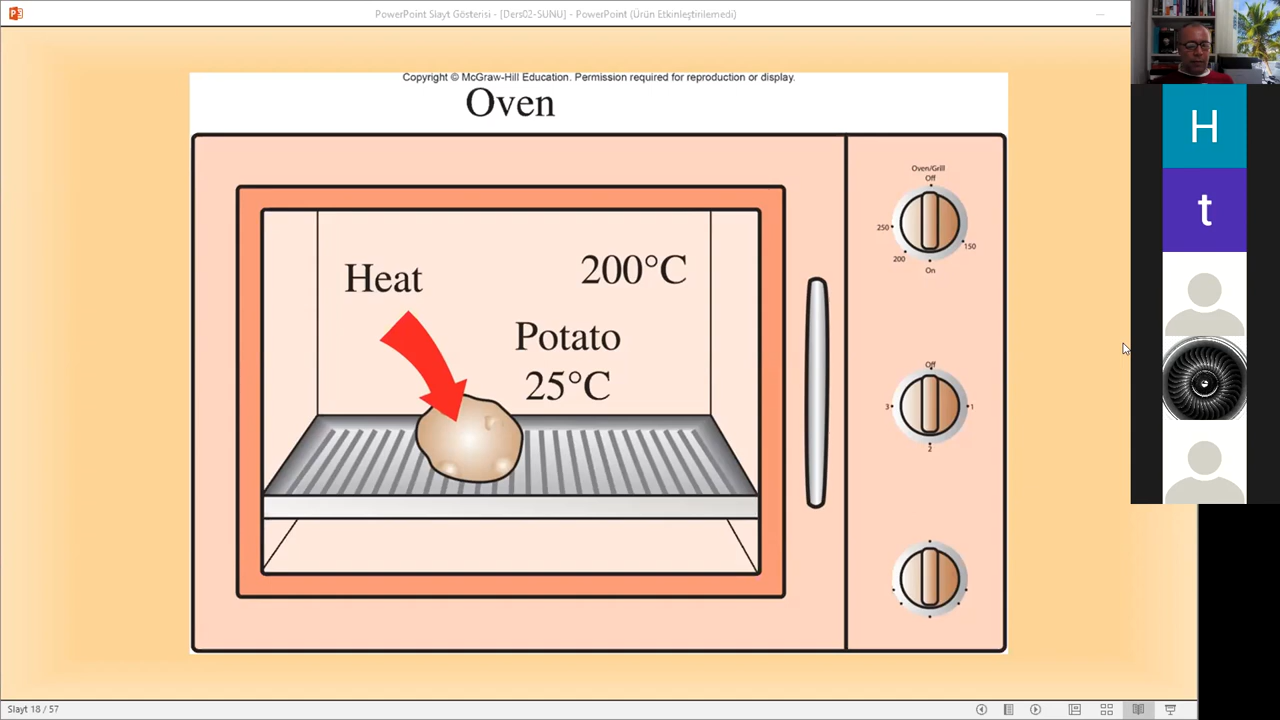 PowerPoint Slayt Gösterisi - [Ders02-SUNU] - PowerPoint (Ürün Etkinleştirilemedi)
Copyright © McGraw-Hill Education. Permission required for reproduction or display.
Oven
Heat
200°C
Potato
25°C
Oven/Grill
Off
250
150
200
On
Off
3
1
2
H
t
Slayt 18 / 57